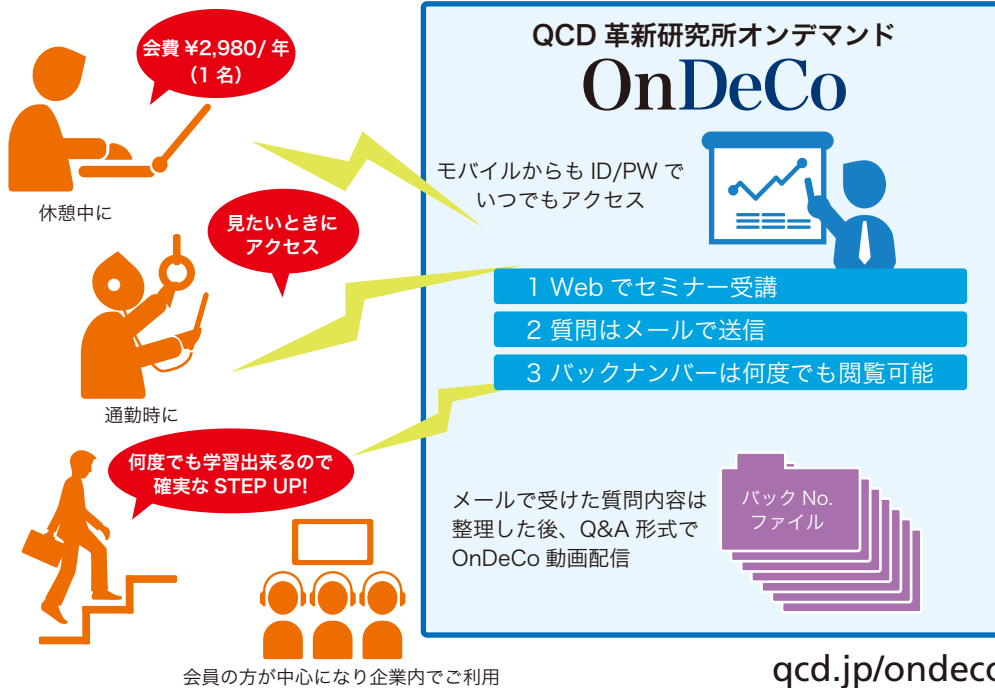 会費 ¥2,980/ 年
(1 名)
休憩中に
見たいときに
アクセス
通勤時に
何度でも学習出来るので
確実な STEP UP!
会員の方が中心になり企業内でご利用
QCD 革新研究所オンデマンド
OnDeCo
モバイルからも ID/PW で
いつでもアクセス
1 Web でセミナー受講
2 質問はメールで送信
3 バックナンバーは何度でも閲覧可能
メールで受けた質問内容は
整理した後、Q&A 形式で
OnDeCo 動画配信
バック No.
ファイル
qcd.jp/ondeco